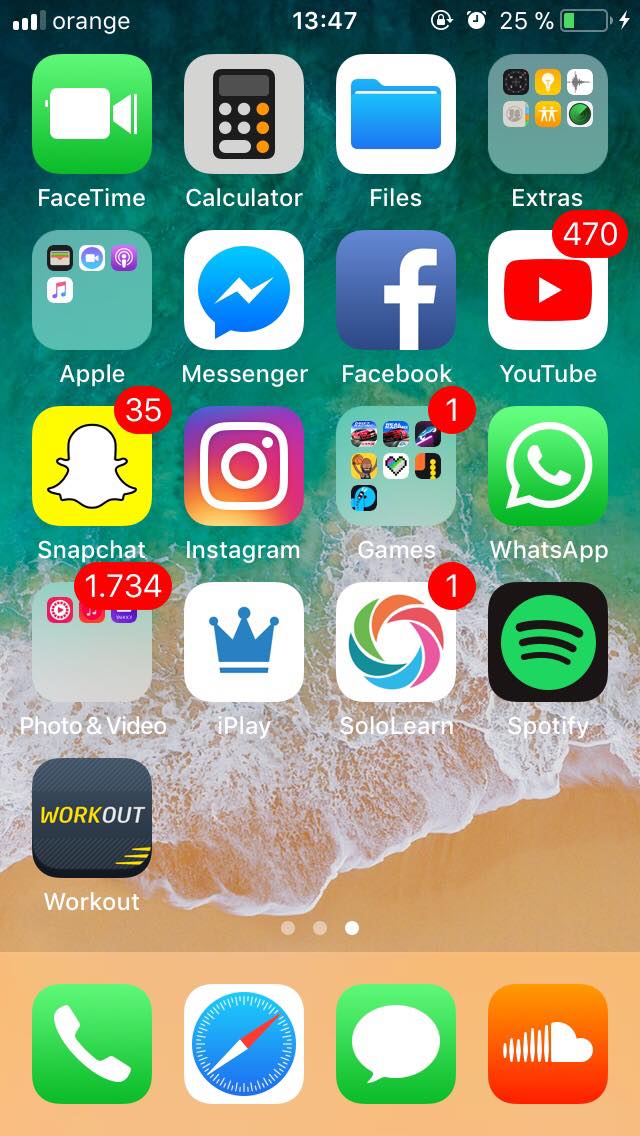 orange 13:47 25 %
FaceTime Calculator Files Extras
470
Apple Messenger Facebook YouTube
35 1
Snapchat Instagram Games WhatsApp
1.734 1
YAHOO!
Photo & Video iPlay SoloLearn Spotify
WORKOUT
Workout